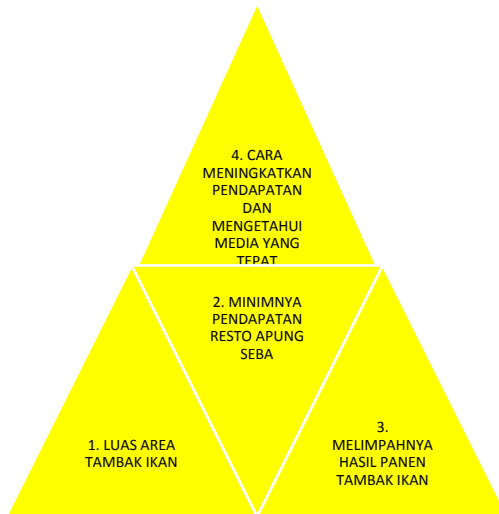 4. CARA
MENINGKATKAN
PENDAPATAN
DAN
MENGETAHUI
MEDIA YANG
TEPAT
2. MINIMNYA
PENDAPATAN
RESTO APUNG
SEBA
1. LUAS AREA
TAMBAK IKAN
3.
MELIMPAHNYA
HASIL PANEN
TAMBAK IKAN